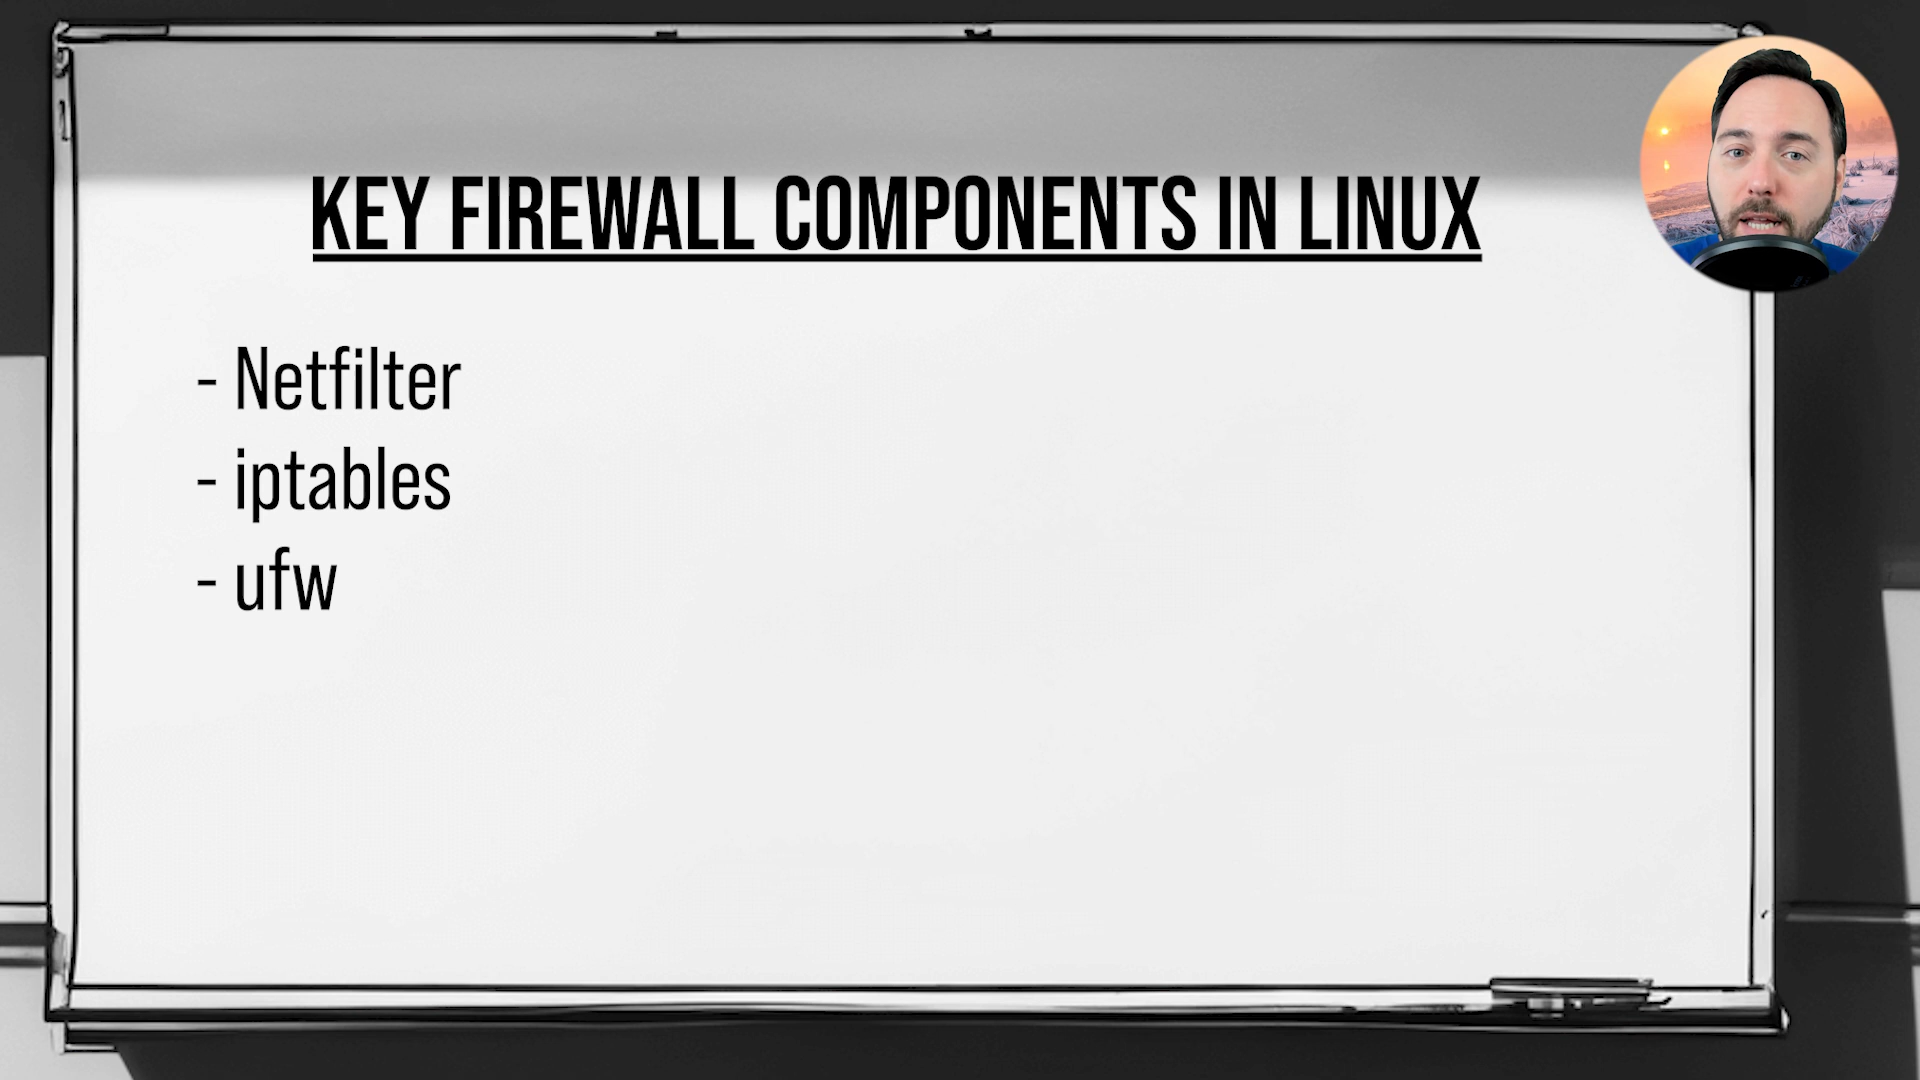 KEY FIREWALL COMPONENTS IN LINUX
- Netfilter
- iptables
- ufw